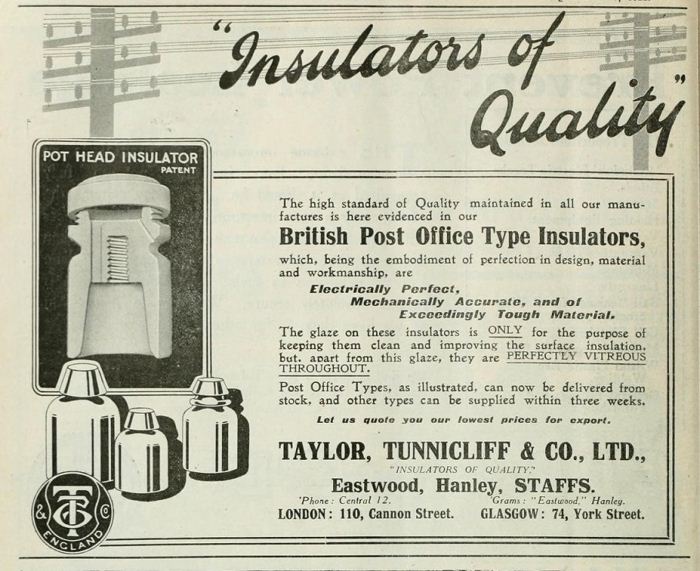 "Insulators of
Quality"
POT HEAD INSULATOR
PATENT
The high standard of Quality maintained in all our manu-
factures is here evidenced in our
British Post Office Type Insulators,
which, being the embodiment of perfection in design, material
and workmanship, are
Electrically Perfect,
Mechanically Accurate, and of
Exceedingly Tough Material.
The glaze on these insulators is ONLY for the purpose of
keeping them clean and improving the surface insulation,
but, apart from this glaze, they are PERFECTLY VITREOUS
THROUGHOUT.
Post Office Types, as illustrated, can now be delivered from
stock, and other types can be supplied within three weeks.
Let us quote you our lowest prices for export.
TAYLOR, TUNNICLIFF & CO., LTD.,
"INSULATORS OF QUALITY."
Eastwood, Hanley, STAFFS.
'Phone: Central 12. 'Grams: "Eastwood," Hanley.
LONDON: 110, Cannon Street. GLASGOW: 74, York Street.
& TT Co
ENGLAND